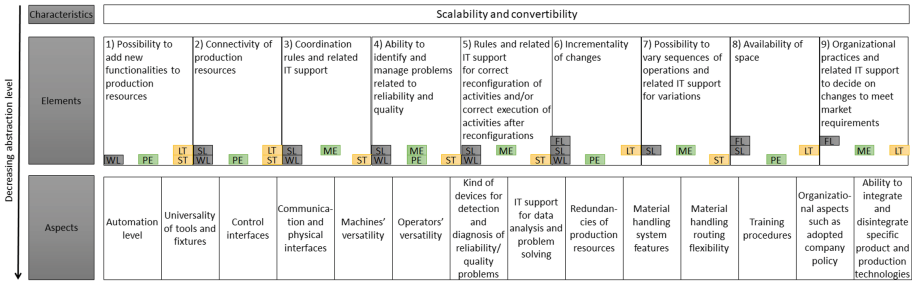 Characteristics
Scalability and convertibility
Decreasing abstraction level
Elements
1) Possibility to
add new
functionalities to
production
resources
WL
PE
LT
ST
2) Connectivity of
production
resources
SL
WL
PE
LT
ST
3) Coordination
rules and related
IT support
SL
WL
ME
ST
4) Ability to
identify and
manage problems
related to
reliability and
quality
SL
WL
ME
PE
ST
5) Rules and related
IT support
for correct
reconfiguration of
activities and/or
correct execution of
activities after
reconfigurations
SL
WL
ME
ST
6) Incrementality
of changes
FL
SL
WL
PE
LT
7) Possibility to
vary sequences of
operations and
related IT support
for variations
SL
ME
ST
8) Availability of
space
FL
SL
PE
LT
9) Organizational
practices and
related IT support
to decide on
changes to meet
market
requirements
FL
ME
LT
Aspects
Automation
level
Universality
of tools and
fixtures
Control
interfaces
Communica-
tion and
physical
interfaces
Machines’
versatility
Operators’
versatility
Kind of
devices for
detection
and
diagnosis of
reliability/
quality
problems
IT support
for data
analysis and
problem
solving
Redundan-
cies of
production
resources
Material
handling
system
features
Material
handling
routing
flexibility
Training
procedures
Organizatio-
nal aspects
such as
adopted
company
policy
Ability to
integrate
and
disintegrate
specific
product and
production
technologies